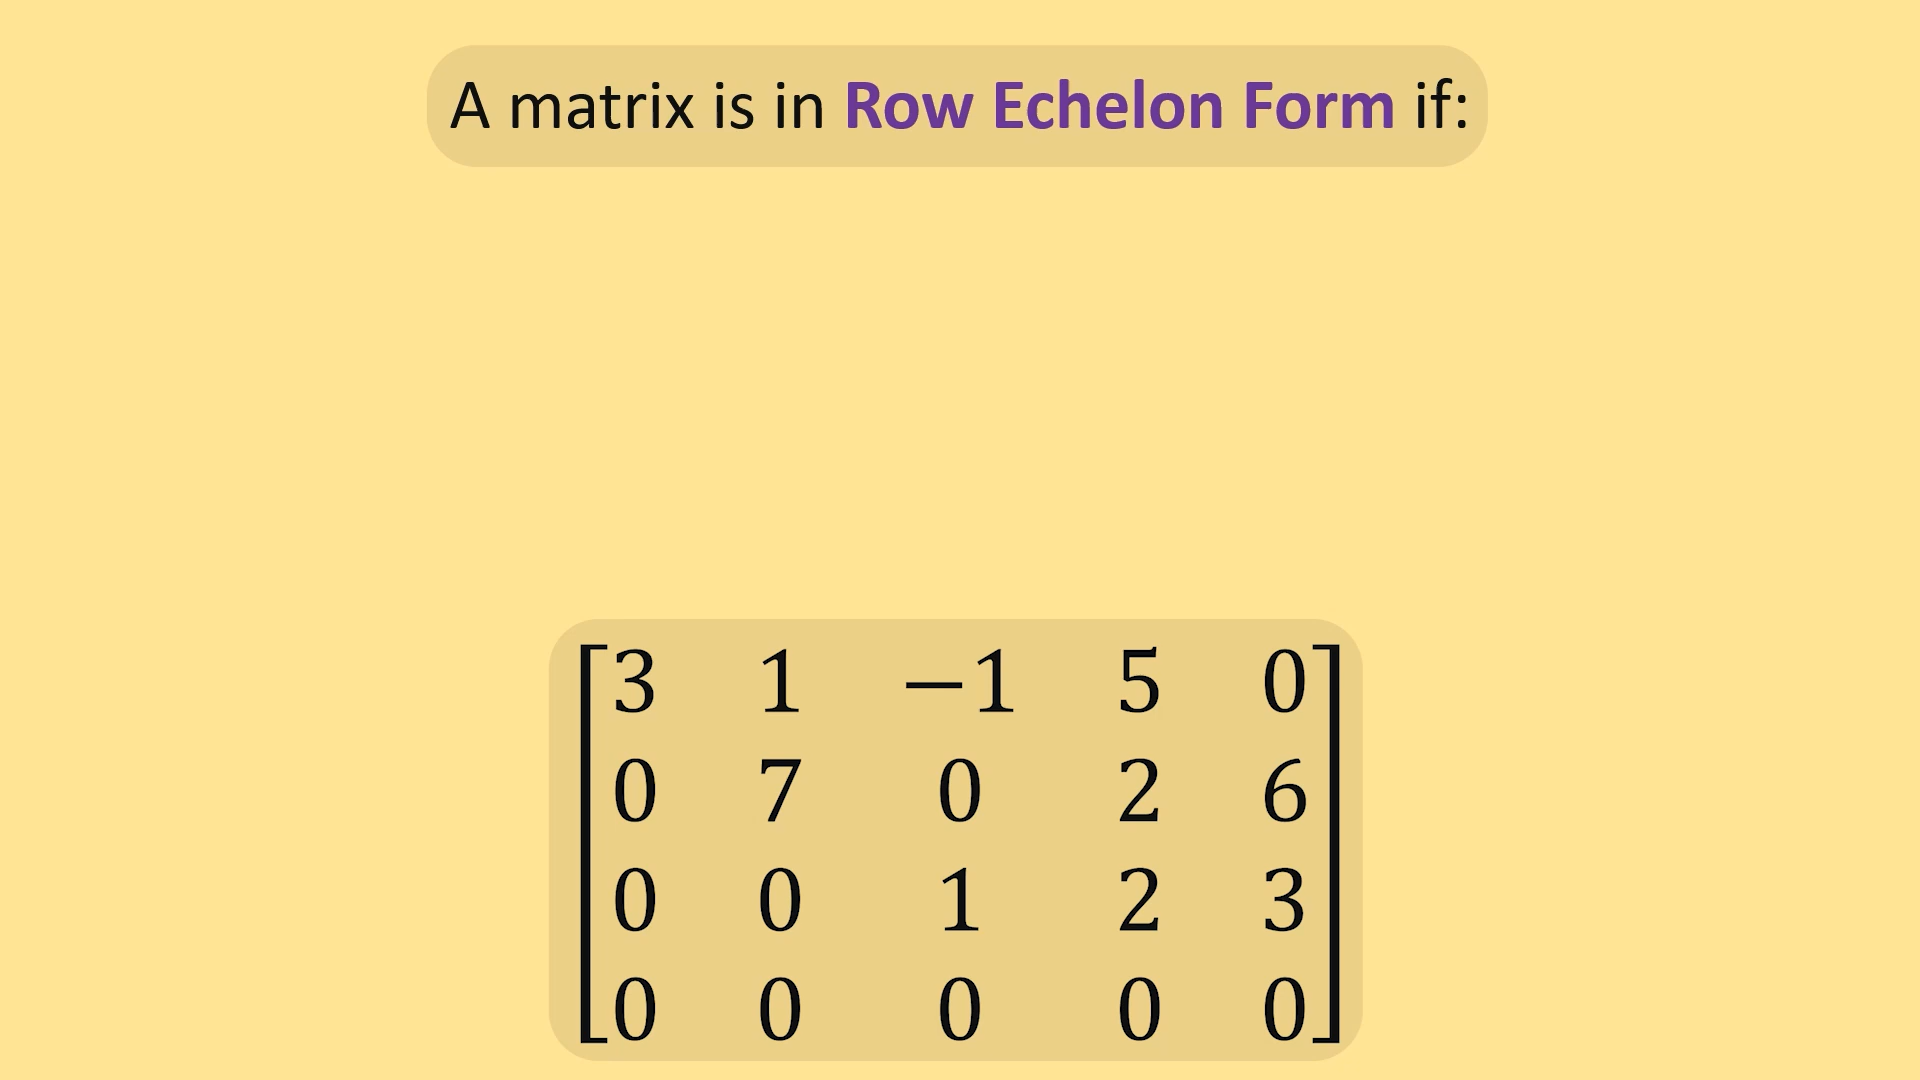 A matrix is in Row Echelon Form if:
3 1 −1 5 0
0 7 0 2 6
0 0 1 2 3
0 0 0 0 0